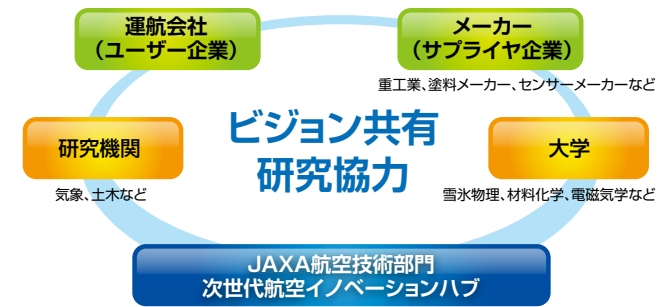 運航会社
（ユーザー企業）
メーカー
（サプライヤ企業）
重工業、塗料メーカー、センサーメーカーなど
ビジョン共有
研究協力
研究機関
気象、土木など
大学
雪氷物理、材料化学、電磁気学など
JAXA航空技術部門
次世代航空イノベーションハブ